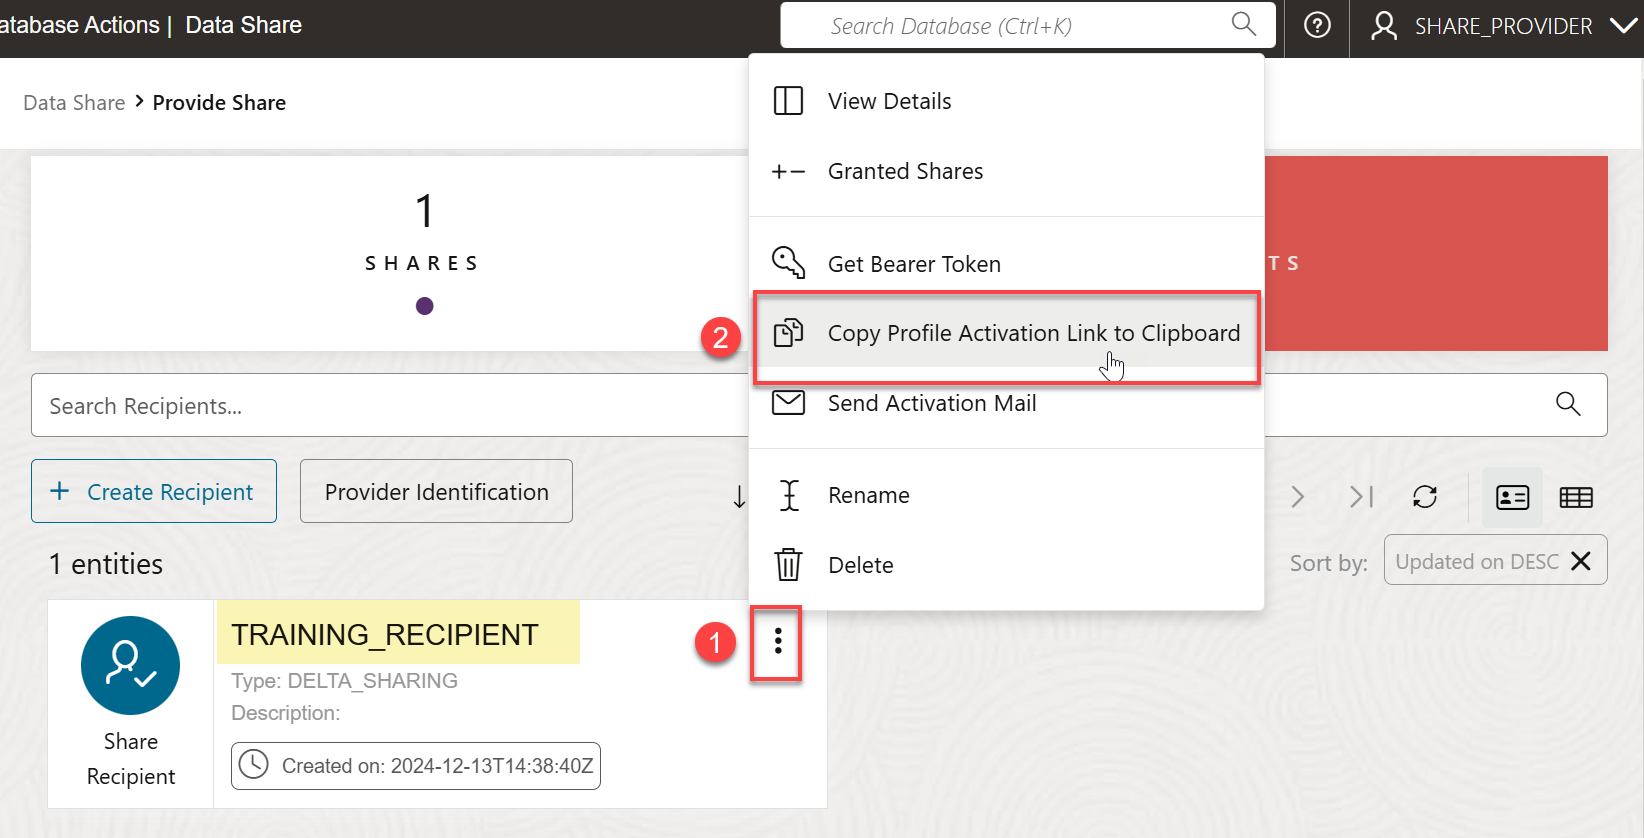 atabase Actions | Data Share
Search Database (Ctrl+K)
SHARE_PROVIDER
Data Share > Provide Share
View Details
Granted Shares
1
SHARES
TS
Get Bearer Token
2
Copy Profile Activation Link to Clipboard
Search Recipients...
Send Activation Mail
+ Create Recipient
Provider Identification
Rename
1 entities
Delete
Sort by:
Updated on DESC
TRAINING_RECIPIENT
1
Type: DELTA_SHARING
Description:
Share
Recipient
Created on: 2024-12-13T14:38:40Z